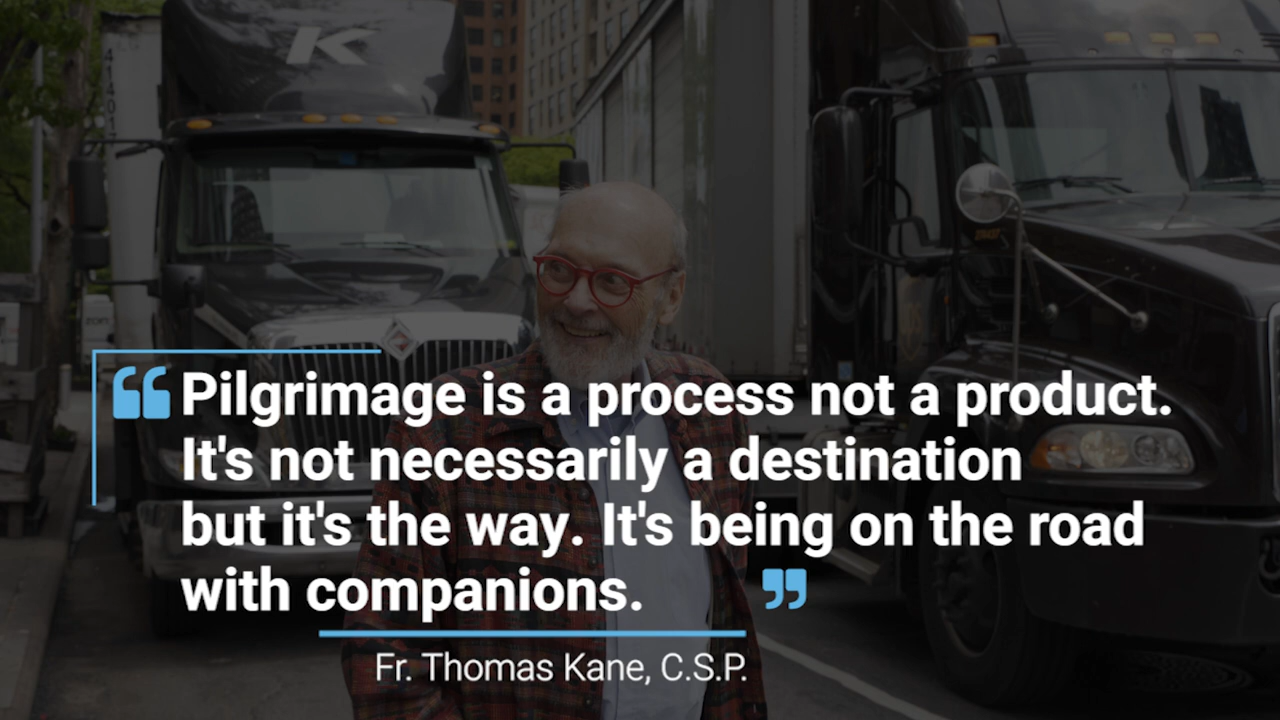 K
“Pilgrimage is a process not a product.
It's not necessarily a destination
but it's the way. It's being on the road
with companions.”
Fr. Thomas Kane, C.S.P.